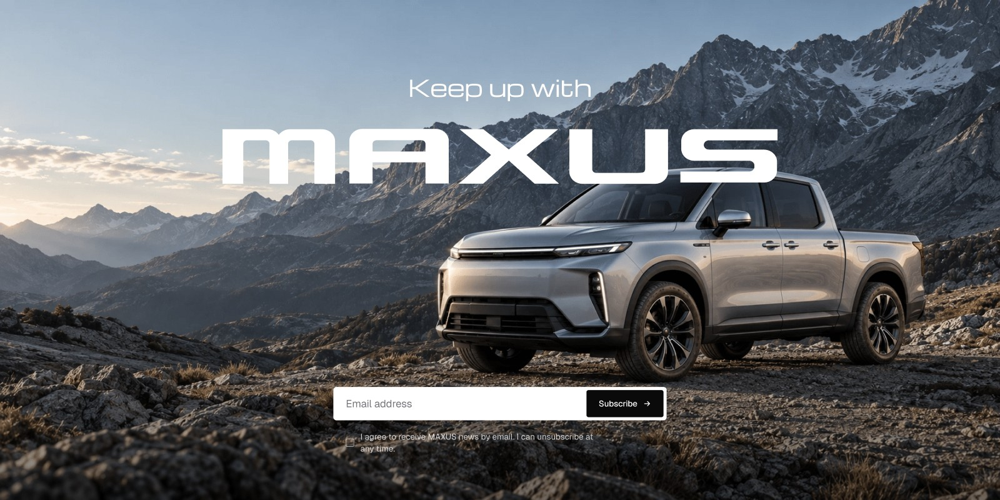 Keep up with
MAXUS
Email address
Subscribe →
I agree to receive MAXUS news by email. I can unsubscribe at
any time.